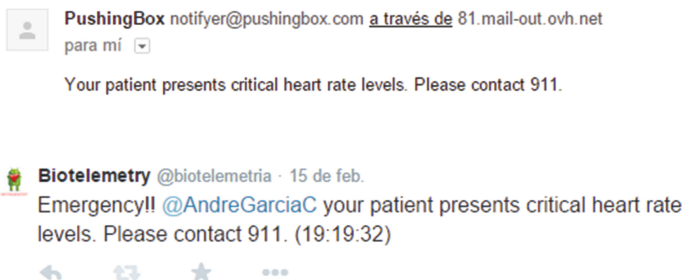 PushingBox notifyer@pushingbox.com a través de 81.mail-out.ovh.net
para mí
Your patient presents critical heart rate levels. Please contact 911.
Biotelemetry @biotelemetria · 15 de feb.
Emergency!! @AndreGarciaC your patient presents critical heart rate
levels. Please contact 911. (19:19:32)